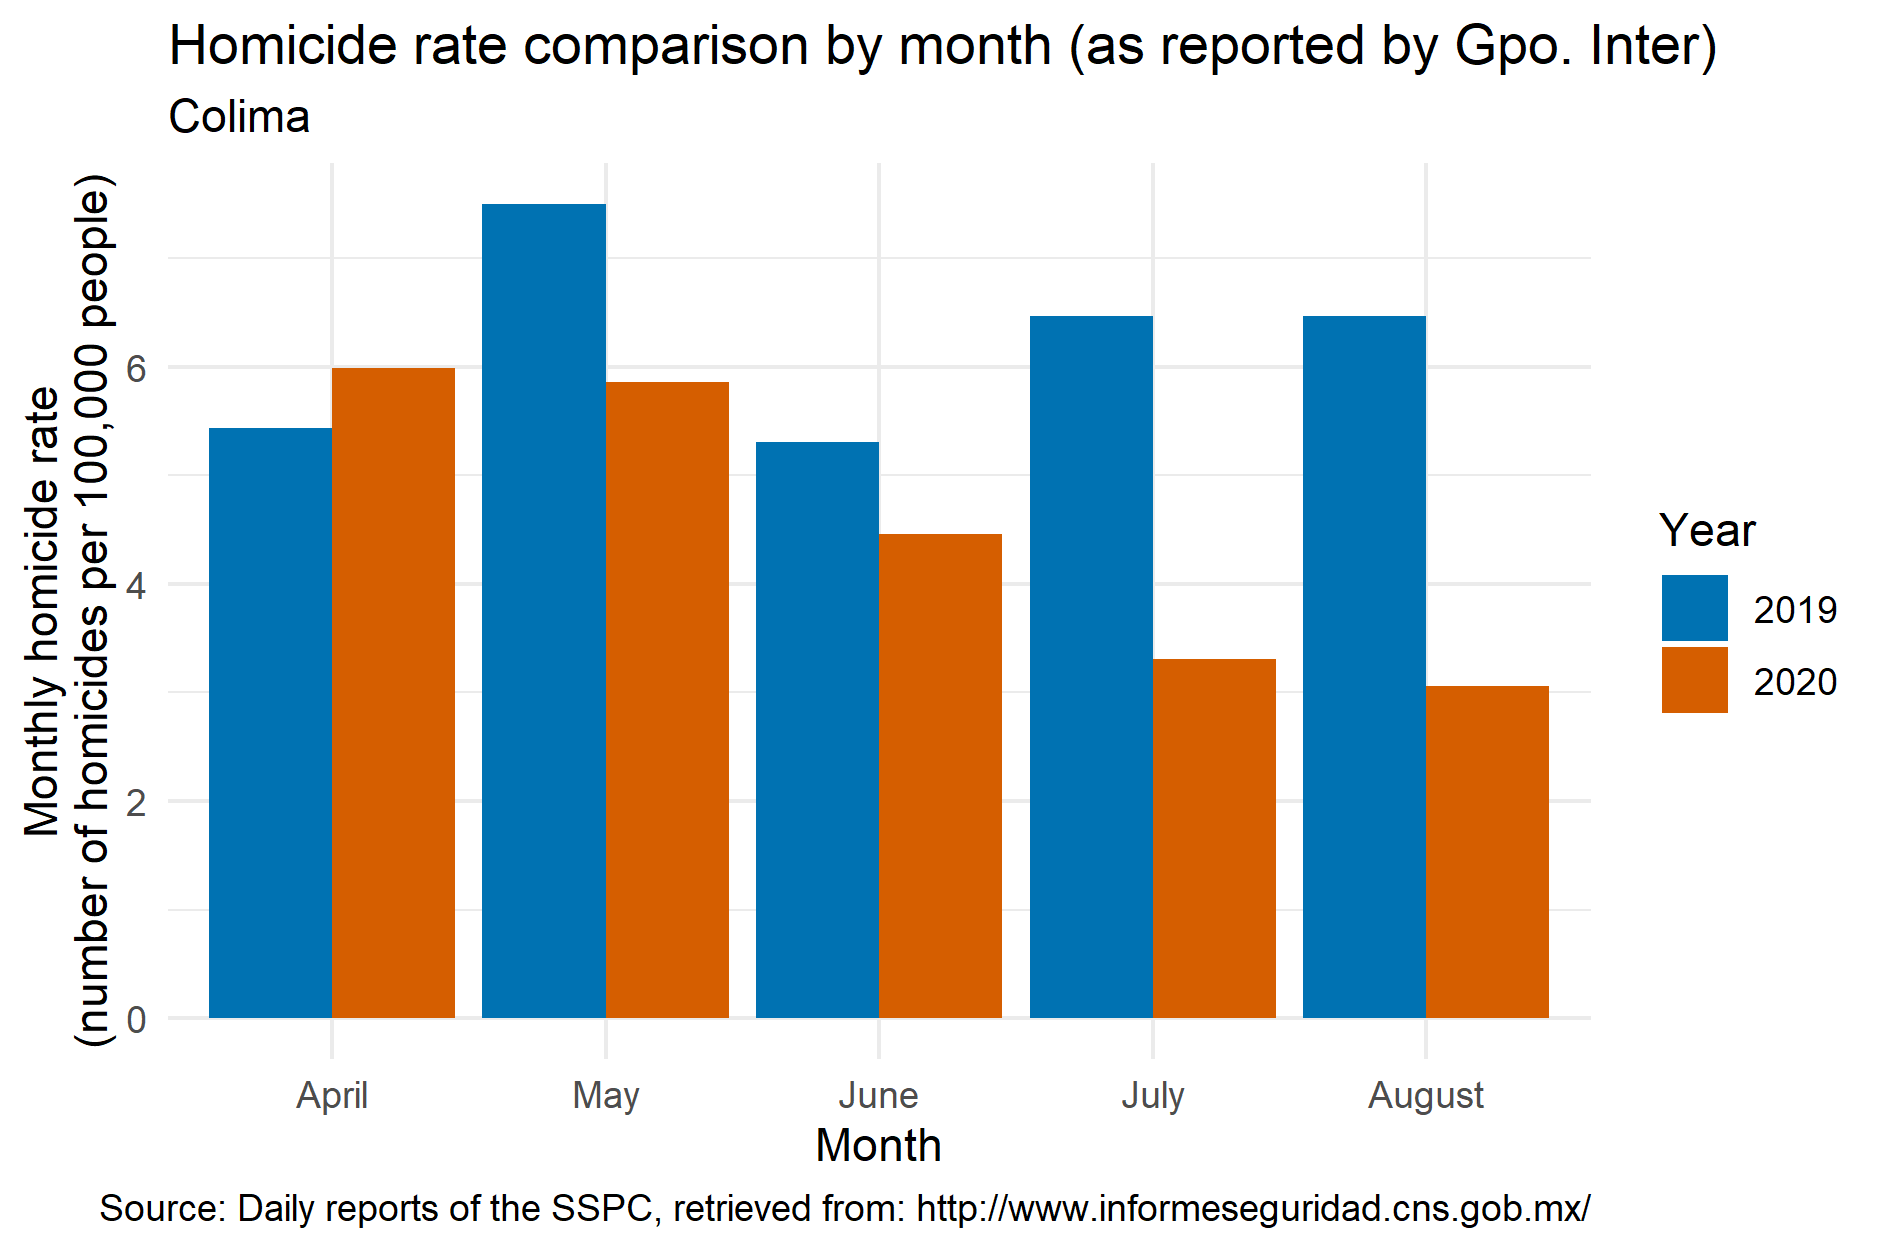 Homicide rate comparison by month (as reported by Gpo. Inter)
Colima
Monthly homicide rate
(number of homicides per 100,000 people)
6
4
2
0
April
May
June
July
August
Month
Year
2019
2020
Source: Daily reports of the SSPC, retrieved from: http://www.informeseguridad.cns.gob.mx/